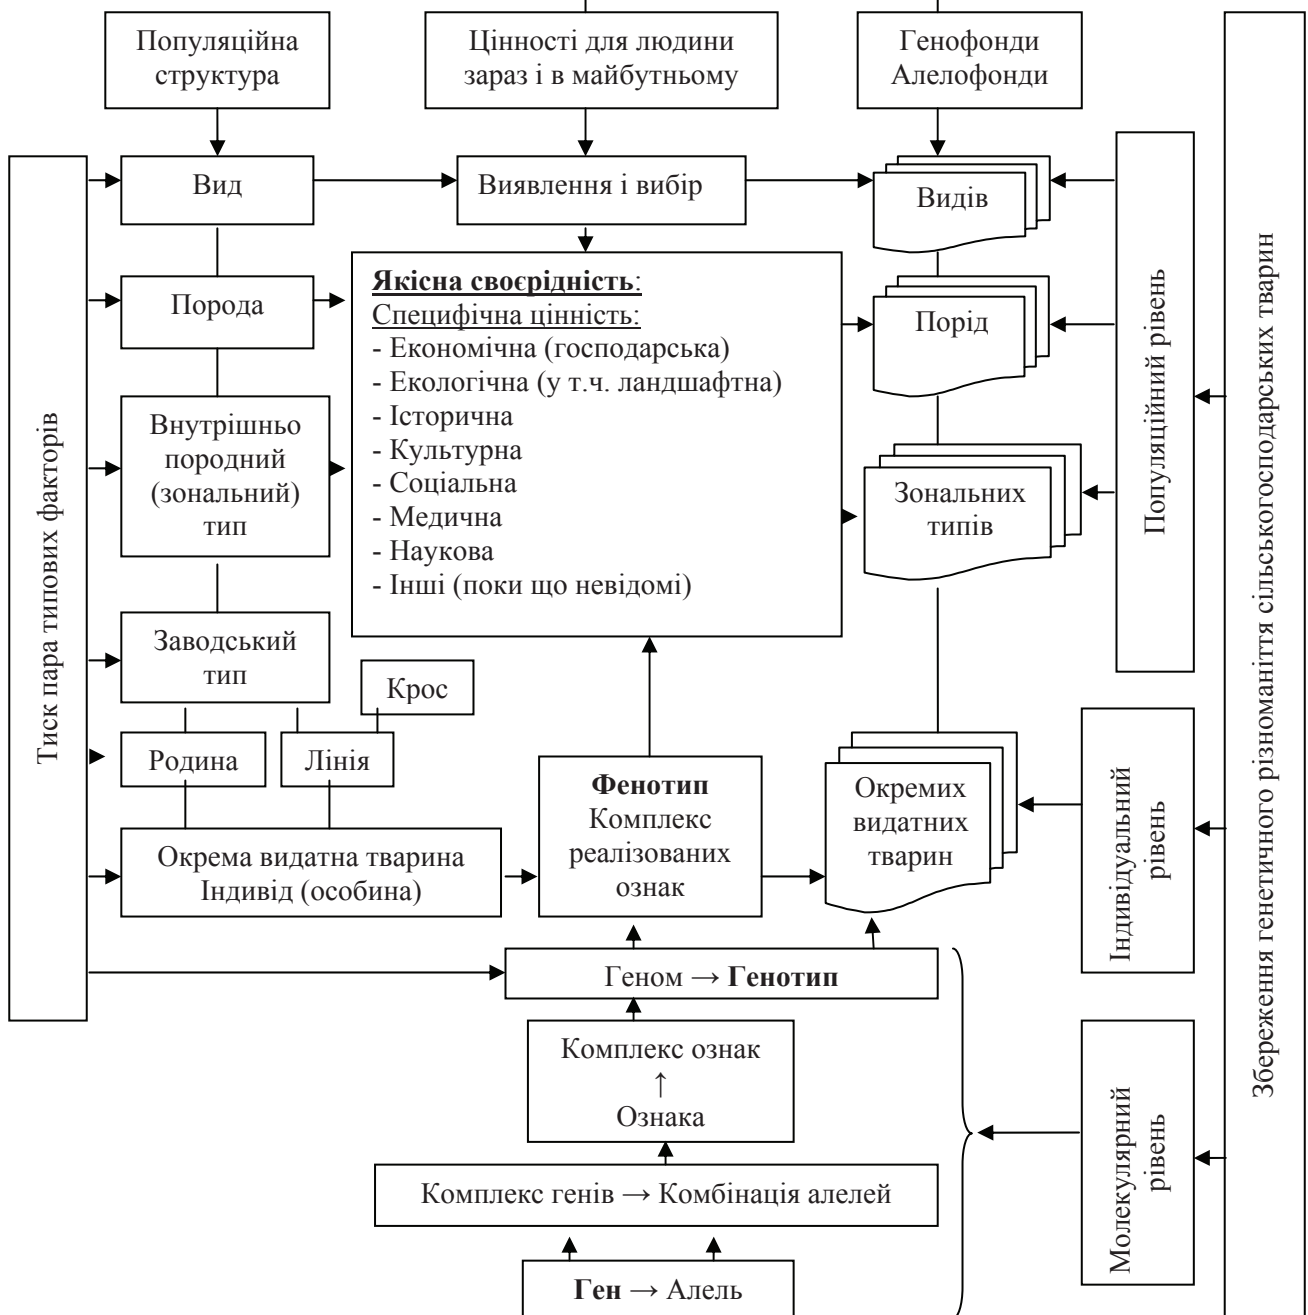 Популяційна
структура
Цінності для людини
зараз і в майбутньому
Генофонди
Алелофонди
Вид
Виявлення і вибір
Видів
Порода
Внутрішньо
породний
(зональний)
тип
Заводський
тип
Крос
Родина
Лінія
Окрема видатна тварина
Індивід (особина)
Якісна своєрідність:
Специфічна цінність:
- Економічна (господарська)
- Екологічна (у т.ч. ландшафтна)
- Історична
- Культурна
- Соціальна
- Медична
- Наукова
- Інші (поки що невідомі)
Порід
Зональних
типів
Фенотип
Комплекс
реалізованих
ознак
Окремих
видатних
тварин
Геном → Генотип
Комплекс ознак
↑
Ознака
Комплекс генів → Комбінація алелей
Ген → Алель
Тиск пара типових факторів
Популяційний рівень
Індивідуальний
рівень
Молекулярний
рівень
Збереження генетичного різноманіття сільськогосподарських тварин